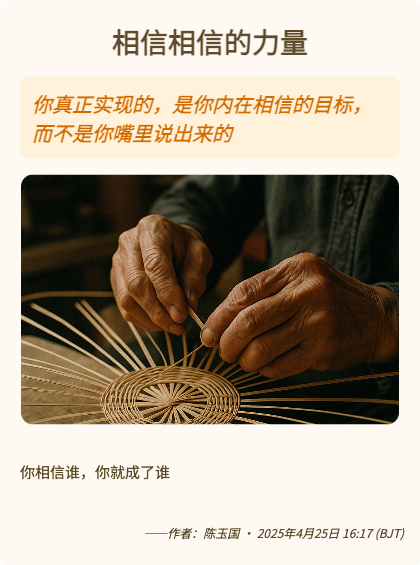 相信相信的力量
你真正实现的，是你内在相信的目标，
而不是你嘴里说出来的
你相信谁，你就成了谁
——作者：陈玉国 · 2025年4月25日 16:17 (BJT)